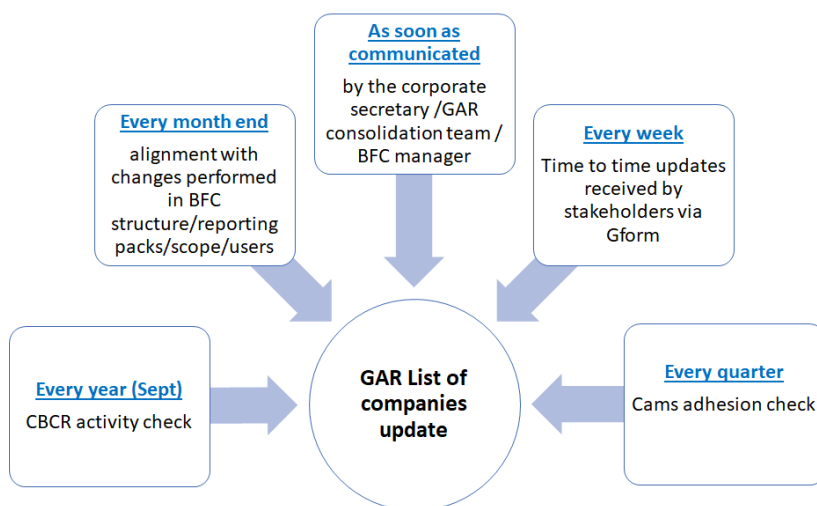 As soon as
communicated
by the corporate
secretary /GAR
consolidation team /
BFC manager
Every month end
alignment with
changes performed
in BFC
structure/reporting
packs/scope/users
Every week
Time to time updates
received by
stakeholders via
Gform
Every year (Sept)
CBCR activity check
GAR List of
companies
update
Every quarter
Cams adhesion check